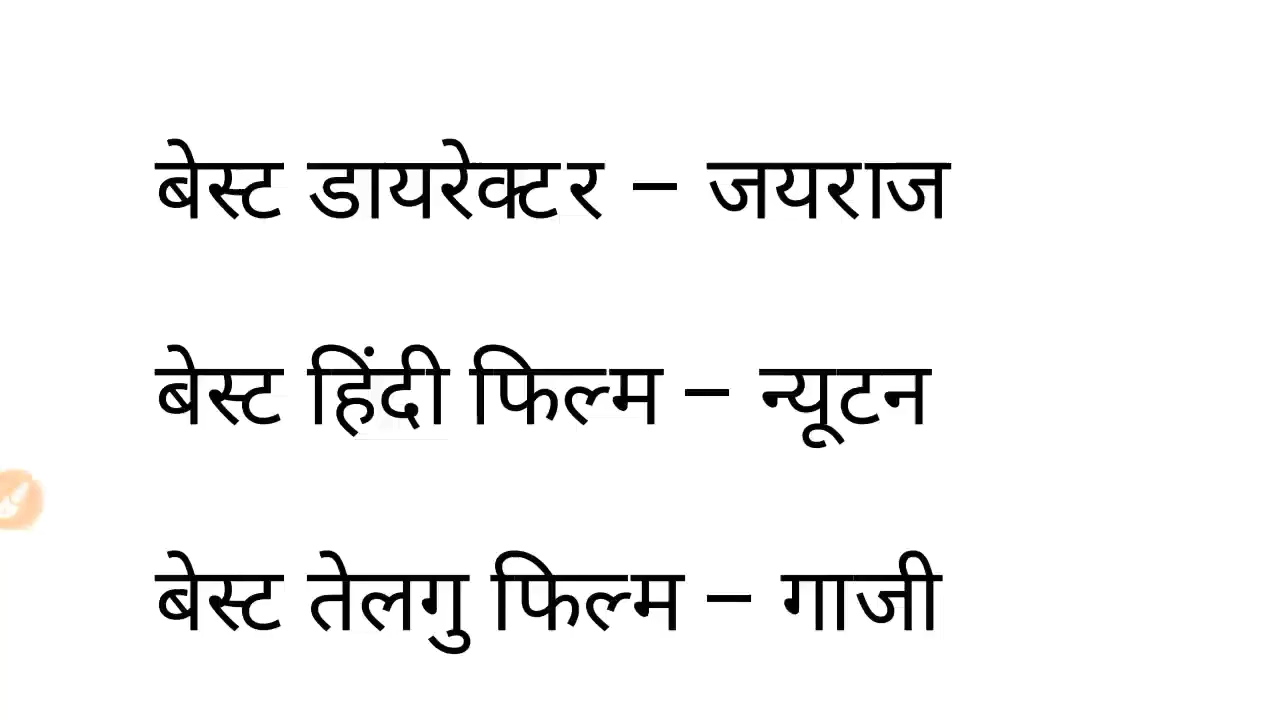 बेस्ट डायरेक्टर – जयराज
बेस्ट हिंदी फिल्म – न्यूटन
बेस्ट तेलगु फिल्म – गाजी